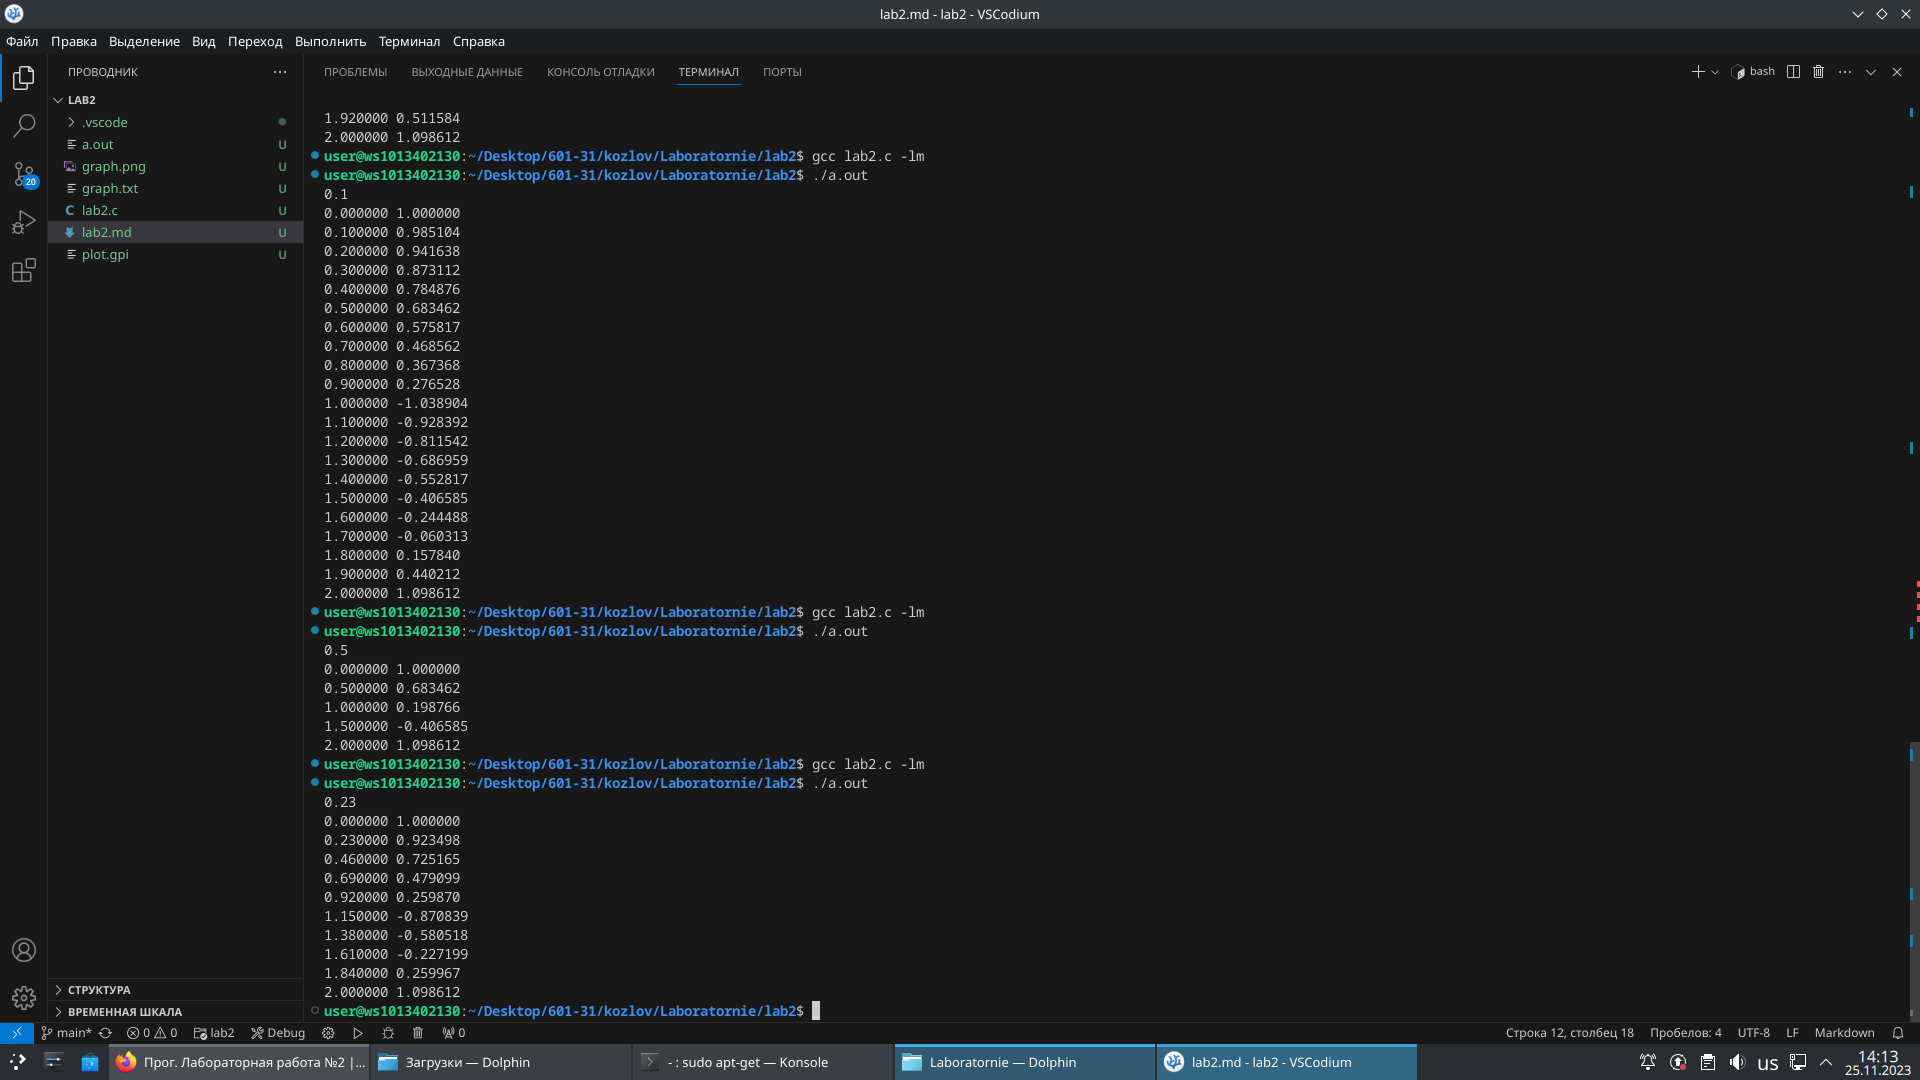 lab2.md - lab2 - VSCodium
Файл Правка Выделение Вид Переход Выполнить Терминал Справка
ПРОВОДНИК
ПРОБЛЕМЫ ВЫХОДНЫЕ ДАННЫЕ КОНСОЛЬ ОТЛАДКИ ТЕРМИНАЛ ПОРТЫ
bash
LAB2
.vscode
a.out U
graph.png U
graph.txt U
C lab2.c U
lab2.md U
plot.gpi U
20
1.920000 0.511584
2.000000 1.098612
user@ws1013402130:~/Desktop/601-31/kozlov/Laboratornie/lab2$ gcc lab2.c -lm
user@ws1013402130:~/Desktop/601-31/kozlov/Laboratornie/lab2$ ./a.out
0.1
0.000000 1.000000
0.100000 0.985104
0.200000 0.941638
0.300000 0.873112
0.400000 0.784876
0.500000 0.683462
0.600000 0.575817
0.700000 0.468562
0.800000 0.367368
0.900000 0.276528
1.000000 -1.038904
1.100000 -0.928392
1.200000 -0.811542
1.300000 -0.686959
1.400000 -0.552817
1.500000 -0.406585
1.600000 -0.244488
1.700000 -0.060313
1.800000 0.157840
1.900000 0.440212
2.000000 1.098612
user@ws1013402130:~/Desktop/601-31/kozlov/Laboratornie/lab2$ gcc lab2.c -lm
user@ws1013402130:~/Desktop/601-31/kozlov/Laboratornie/lab2$ ./a.out
0.5
0.000000 1.000000
0.500000 0.683462
1.000000 0.198766
1.500000 -0.406585
2.000000 1.098612
user@ws1013402130:~/Desktop/601-31/kozlov/Laboratornie/lab2$ gcc lab2.c -lm
user@ws1013402130:~/Desktop/601-31/kozlov/Laboratornie/lab2$ ./a.out
0.23
0.000000 1.000000
0.230000 0.923498
0.460000 0.725165
0.690000 0.479099
0.920000 0.259870
1.150000 -0.870839
1.380000 -0.580518
1.610000 -0.227199
1.840000 0.259967
2.000000 1.098612
user@ws1013402130:~/Desktop/601-31/kozlov/Laboratornie/lab2$
СТРУКТУРА
ВРЕМЕННАЯ ШКАЛА
main* 0 0 lab2 Debug 0
Строка 12, столбец 18 Пробелов: 4 UTF-8 LF Markdown
Прог. Лабораторная работа №2 |... Загрузки — Dolphin - : sudo apt-get — Konsole Laboratornie — Dolphin lab2.md - lab2 - VSCodium
us
14:13
25.11.2023